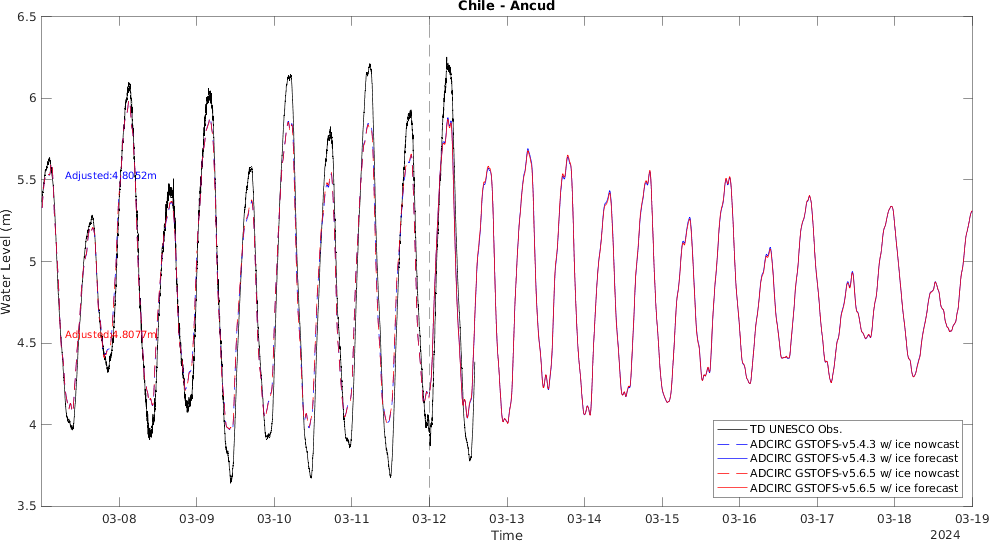 Chile - Ancud
6.5
6
5.5
5
4.5
4
3.5
Water Level (m)
Adjusted:4.8052m
Adjusted:4.8077m
TD UNESCO Obs.
ADCIRC GSTOFS-v5.4.3 w/ ice nowcast
ADCIRC GSTOFS-v5.4.3 w/ ice forecast
ADCIRC GSTOFS-v5.6.5 w/ ice nowcast
ADCIRC GSTOFS-v5.6.5 w/ ice forecast
03-08 03-09 03-10 03-11 03-12 03-13 03-14 03-15 03-16 03-17 03-18 03-19
Time
2024